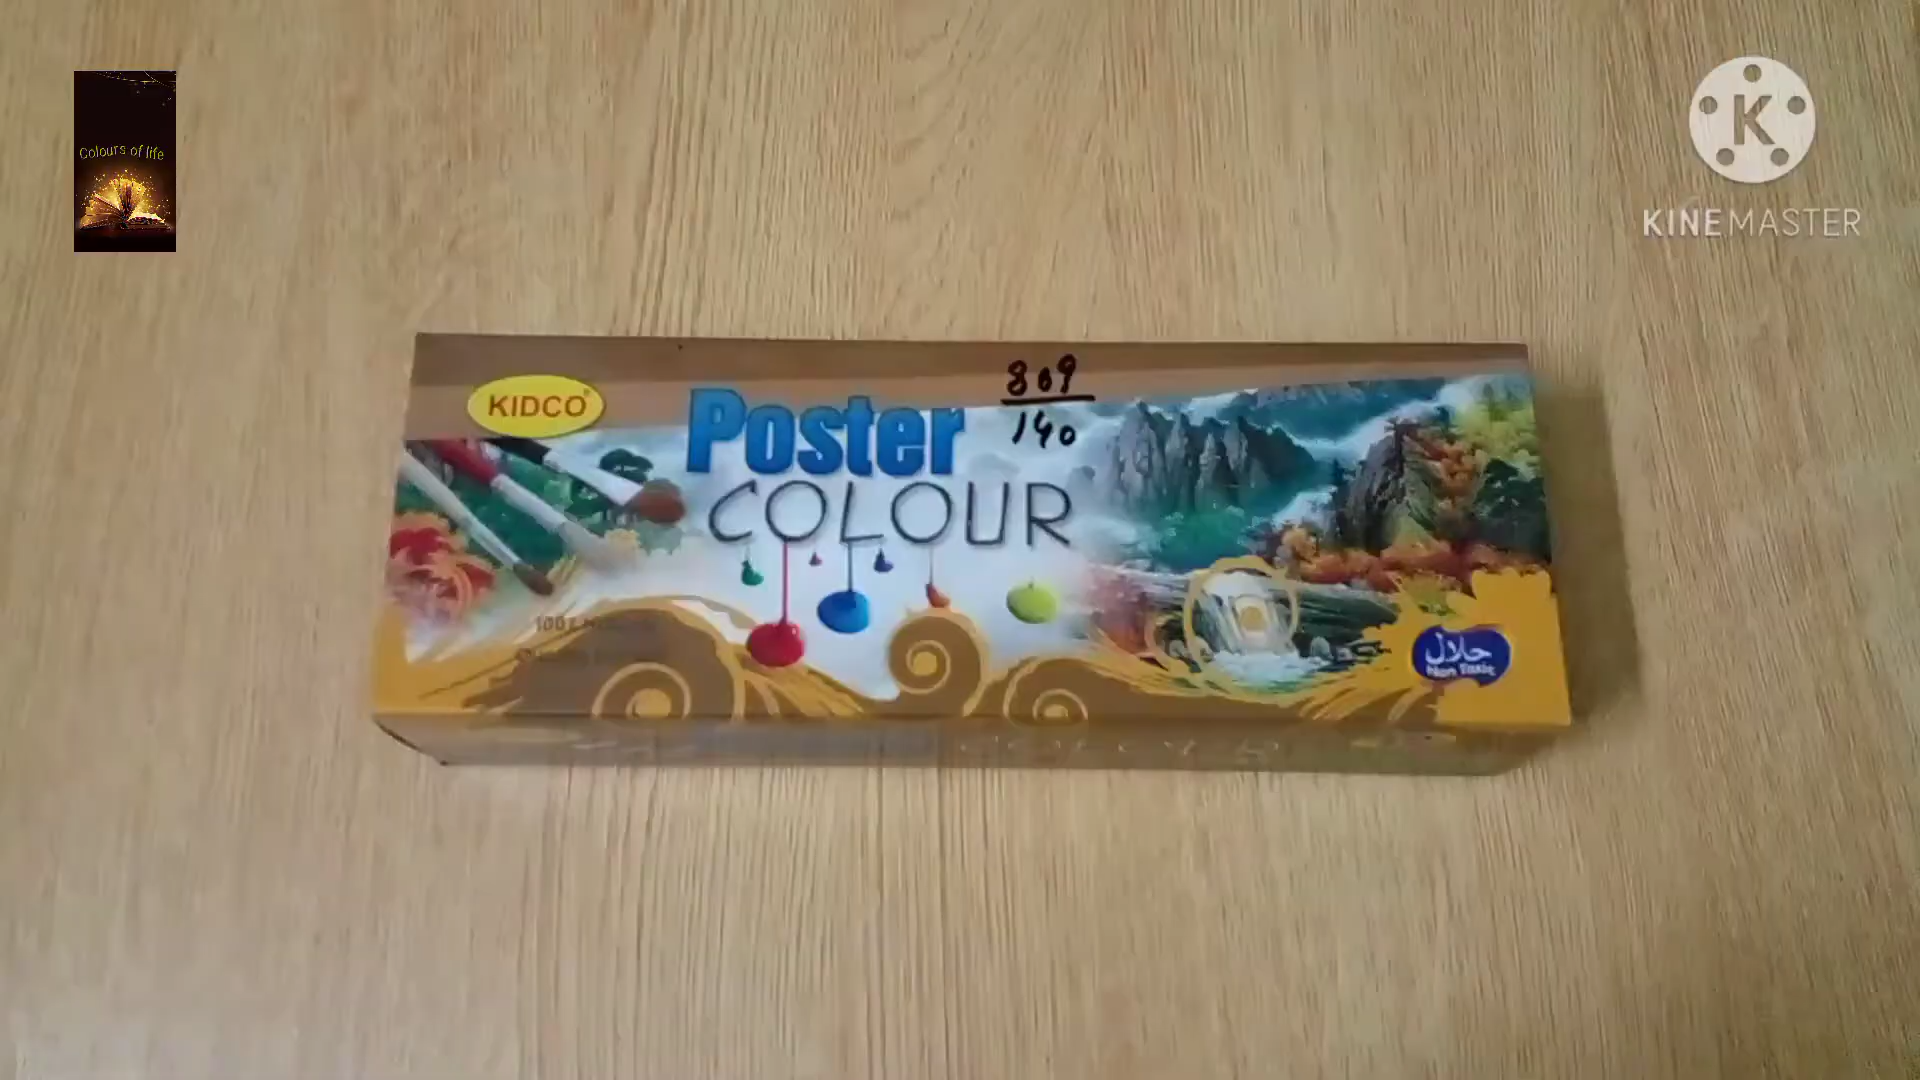 Colours of life
K
KINEMASTER
KIDCO
809
140
Poster
COLOUR
حلال
Non Toxic